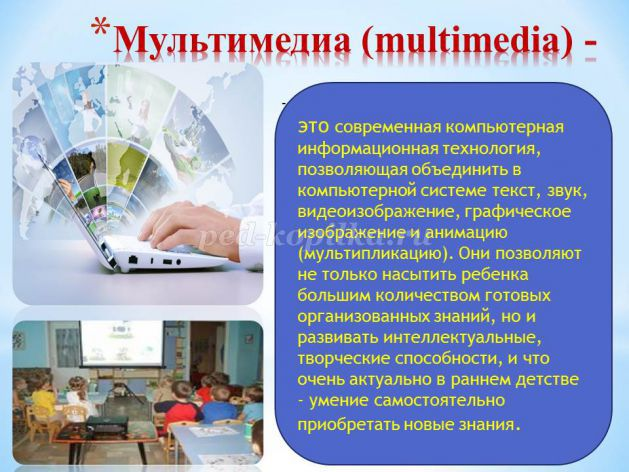 *Мультимедиа (multimedia) -
это современная компьютерная
информационная технология,
позволяющая объединить в
компьютерной системе текст, звук,
видеоизображение, графическое
изображение и анимацию
(мультипликацию). Они позволяют
не только насытить ребенка
большим количеством готовых
организованных знаний, но и
развивать интеллектуальные,
творческие способности, и что
очень актуально в раннем детстве
- умение самостоятельно
приобретать новые знания.
ped-kopilka.ru